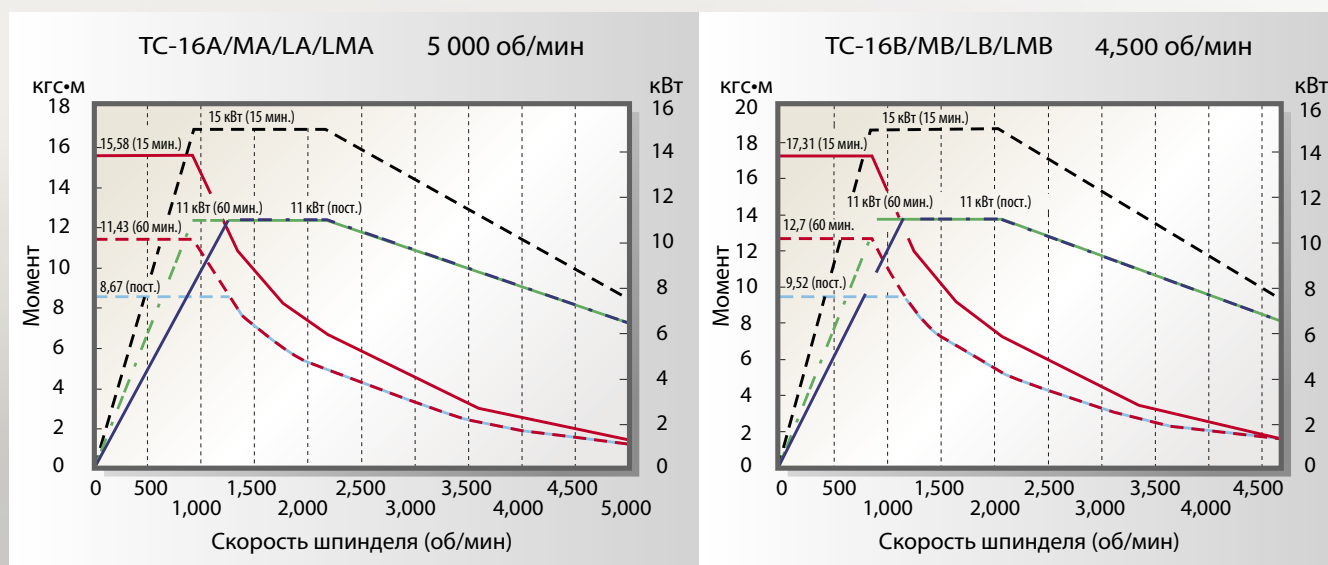 TC-16A/MA/LA/LMA 5 000 об/мин
кгс•м
кВт
18
16
14
12
10
8
6
4
2
0
Момент
16
14
12
10
8
6
4
2
0
15 кВт (15 мин.)
15,58 (15 мин.)
11 кВт (60 мин.)
11 кВт (пост.)
11,43 (60 мин.)
8,67 (пост.)
0 500 1,500 2,500 3,500 4,500
1,000 2,000 3,000 4,000 5,000
Скорость шпинделя (об/мин)
TC-16B/MB/LB/LMB 4,500 об/мин
кгс•м
кВт
20
18
16
14
12
10
8
6
4
2
0
Момент
16
14
12
10
8
6
4
2
0
15 кВт (15 мин.)
17,31 (15 мин.)
11 кВт (60 мин.)
11 кВт (пост.)
12,7 (60 мин.
9,52 (пост.)
0 500 1,500 2,500 3,500 4,500
1,000 2,000 3,000 4,000
Скорость шпинделя (об/мин)